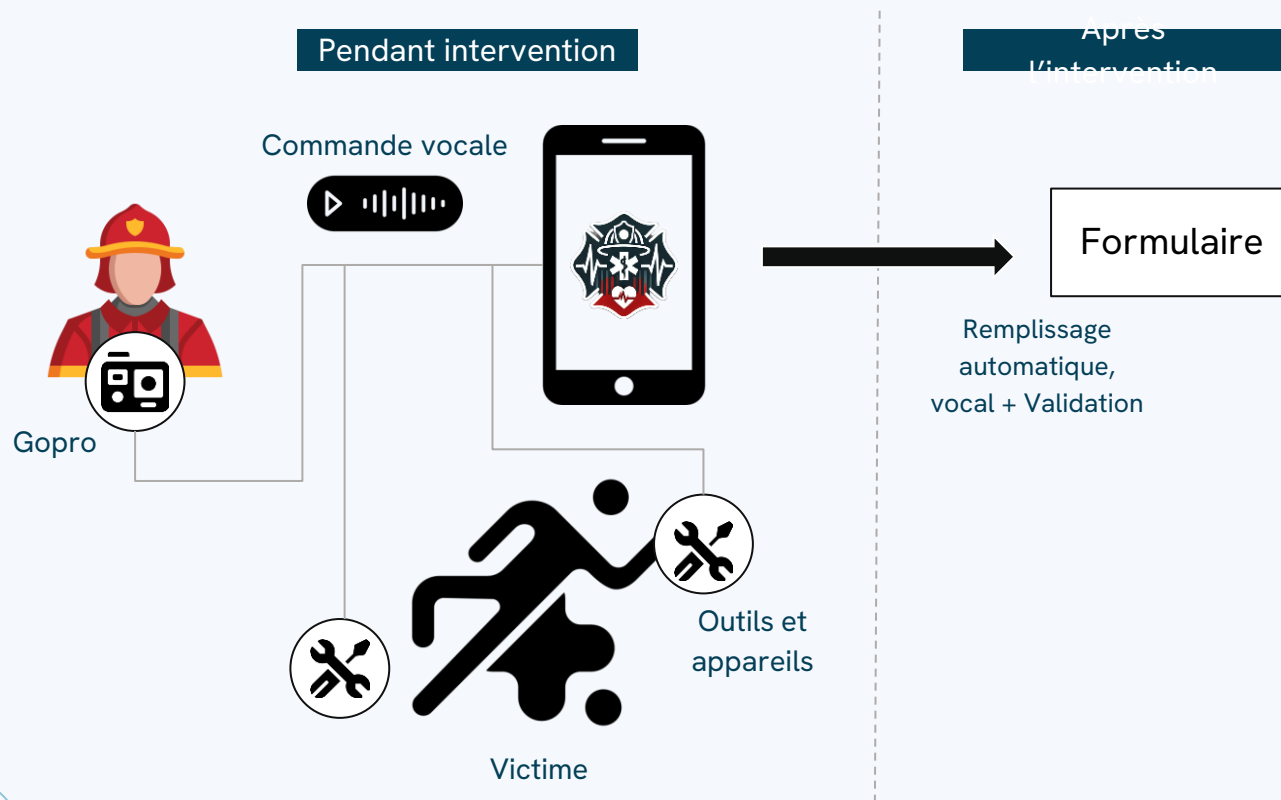 Pendant intervention
Après
l’intervention
Commande vocale
Formulaire
Remplissage
automatique,
vocal + Validation
Gopro
Outils et
appareils
Victime